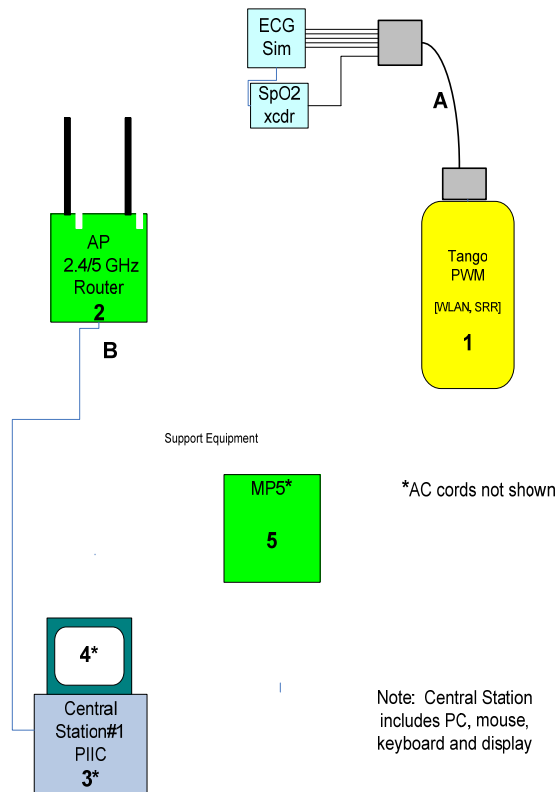 ECG
Sim
SpO2
xcdr
A
AP
2.4/5 GHz
Router
2
B
Tango
PWM
[WLAN, SRR]
1
Support Equipment
MP5*
5
*AC cords not shown
4*
Central
Station#1
PIIC
3*
Note: Central Station
includes PC, mouse,
keyboard and display